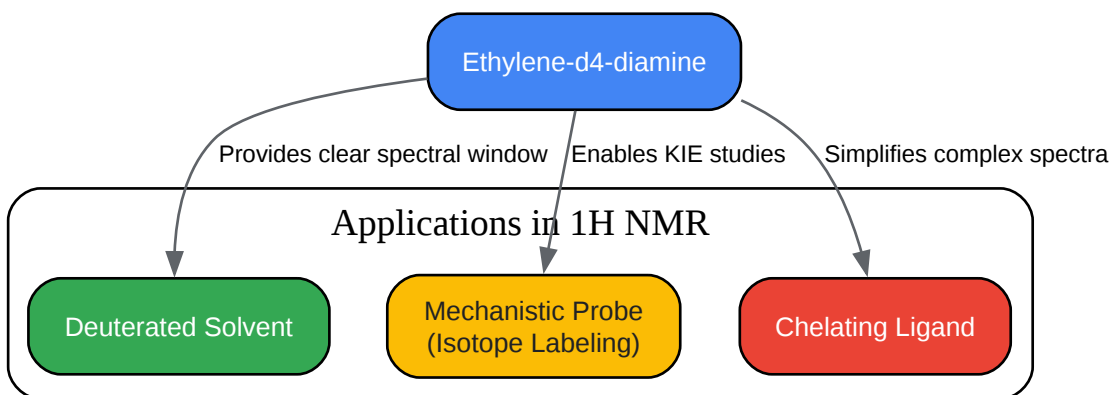 Ethylene-d4-diamine
Provides clear spectral window
Enables KIE studies
Simplifies complex spectra
Applications in 1H NMR
Deuterated Solvent
Mechanistic Probe
(Isotope Labeling)
Chelating Ligand